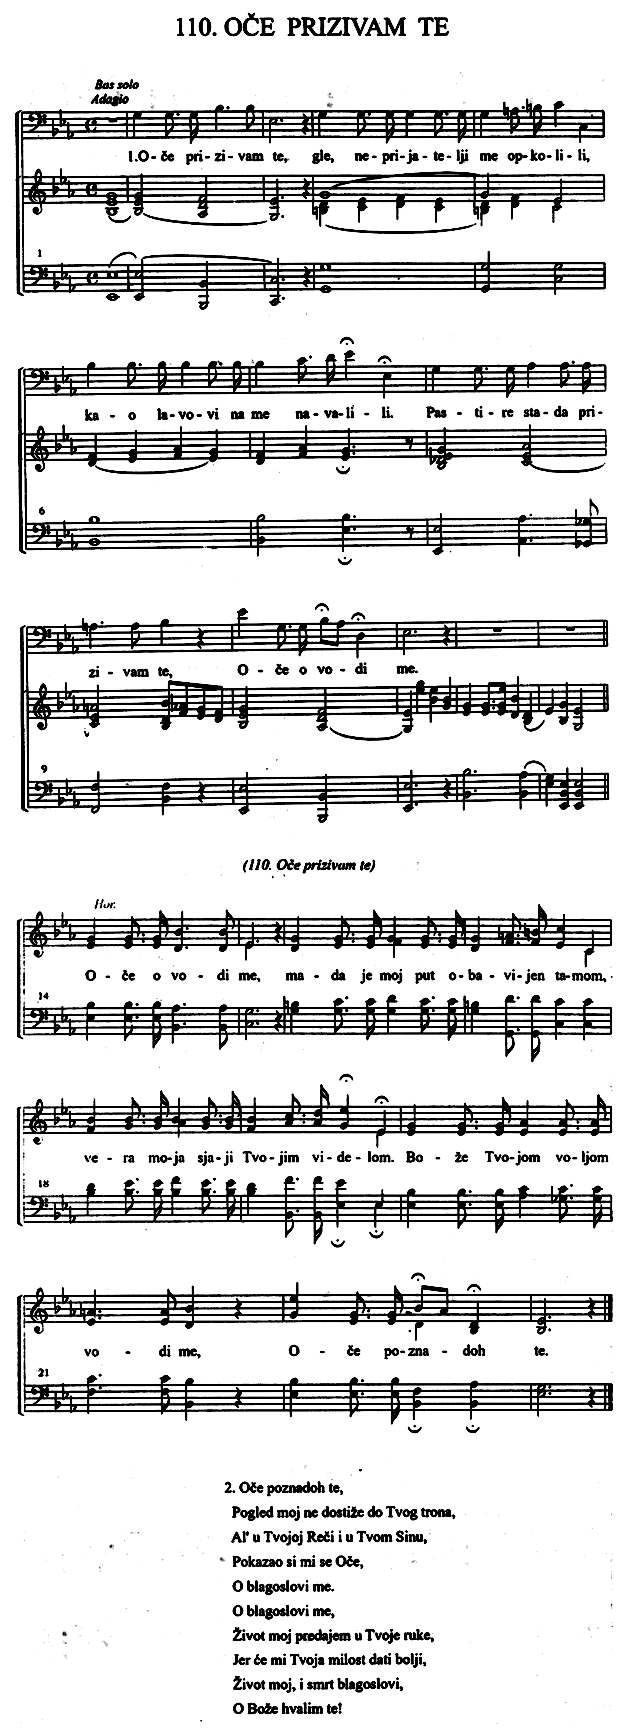 110. OČE PRIZIVAM TE
Bas solo
Adagio
1.O - če pri - zi - vam te, gle, ne - pri - ja - te - lji me op - ko - li - li,
1
ka - o la - vo - vi na me na - va - li - li. Pas - ti - re sta - da pri -
6
zi - vam te, O - če o vo - di me.
9
(110. Oče prizivam te)
Hor.
O - če o vo - di me, ma - da je moj put o - ba - vi - jen ta - mom,
14
ve - ra mo - ja sja - ji Tvo - jim vi - de - lom. Bo - že Tvo - jom vo - ljom
18
vo - di me, O - če po - zna - doh te.
21
2. Oče poznadoh te,
Pogled moj ne dostiže do Tvog trona,
Al' u Tvojoj Reči i u Tvom Sinu,
Pokazao si mi se Oče,
O blagoslovi me.
O blagoslovi me,
Život moj predajem u Tvoje ruke,
Jer će mi Tvoja milost dati bolji,
Život moj, i smrt blagoslovi,
O Bože hvalim te!